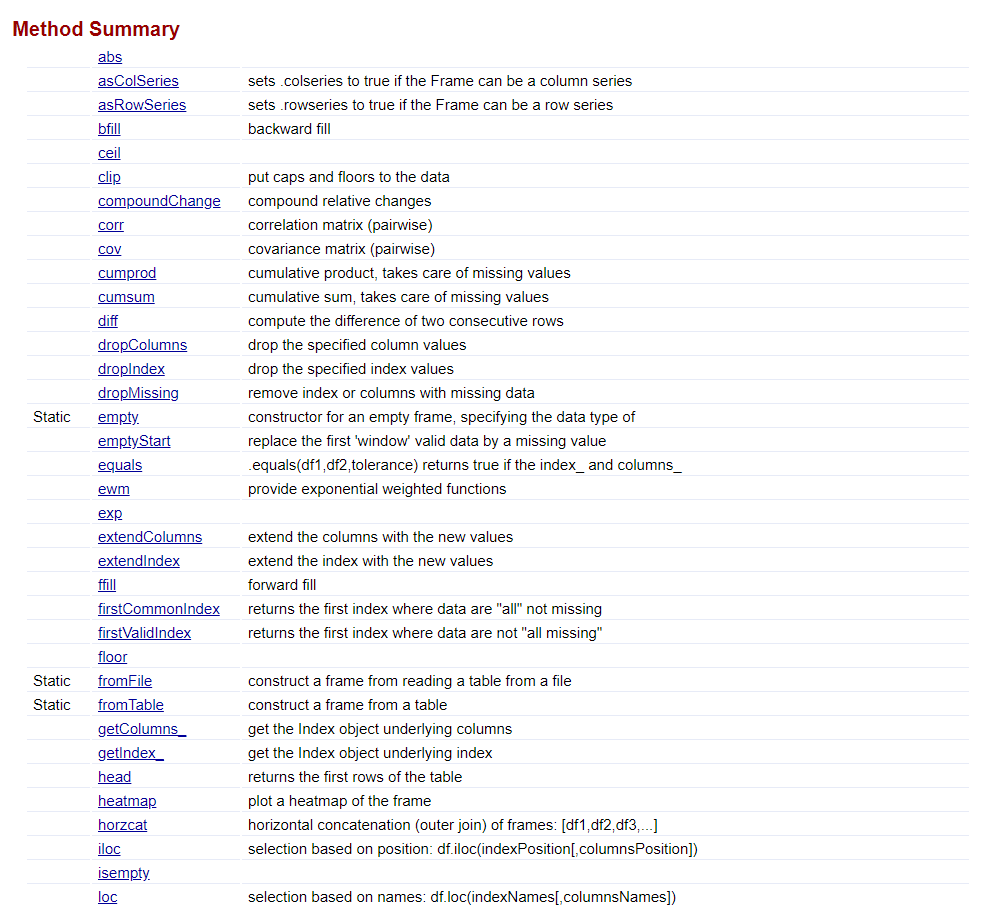 Method Summary
abs
asColSeries sets .colseries to true if the Frame can be a column series
asRowSeries sets .rowseries to true if the Frame can be a row series
bfill backward fill
ceil
clip put caps and floors to the data
compoundChange compound relative changes
corr correlation matrix (pairwise)
cov covariance matrix (pairwise)
cumprod cumulative product, takes care of missing values
cumsum cumulative sum, takes care of missing values
diff compute the difference of two consecutive rows
dropColumns drop the specified column values
dropIndex drop the specified index values
dropMissing remove index or columns with missing data
Static empty constructor for an empty frame, specifying the data type of
emptyStart replace the first 'window' valid data by a missing value
equals .equals(df1,df2,tolerance) returns true if the index_ and columns_
ewm provide exponential weighted functions
exp
extendColumns extend the columns with the new values
extendIndex extend the index with the new values
ffill forward fill
firstCommonIndex returns the first index where data are "all" not missing
firstValidIndex returns the first index where data are not "all missing"
floor
Static fromFile construct a frame from reading a table from a file
Static fromTable construct a frame from a table
getColumns_ get the Index object underlying columns
getIndex_ get the Index object underlying index
head returns the first rows of the table
heatmap plot a heatmap of the frame
horzcat horizontal concatenation (outer join) of frames: [df1,df2,df3,...]
iloc selection based on position: df.iloc(indexPosition[,columnsPosition])
isempty
loc selection based on names: df.loc(indexNames[,columnsNames])